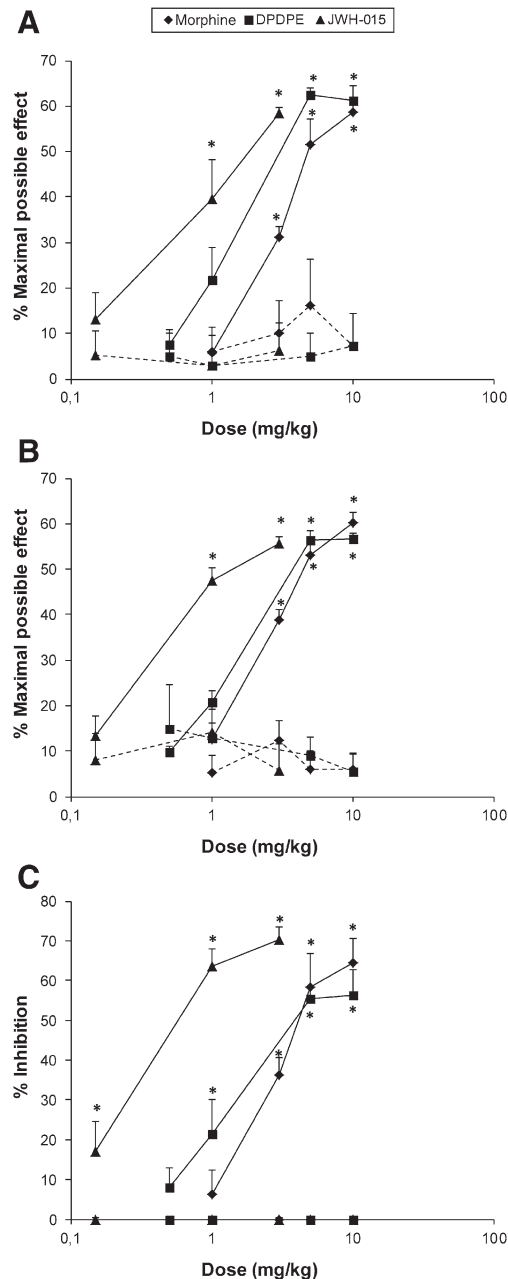 A
Morphine DPDPE JWH-015
% Maximal possible effect
70
60
50
40
30
20
10
0
* * * * * * *
0,1 1 10 100
Dose (mg/kg)
B
% Maximal possible effect
70
60
50
40
30
20
10
0
* * * * * * *
0,1 1 10 100
Dose (mg/kg)
C
% Inhibition
80
70
60
50
40
30
20
10
0
* * * * * * * * *
0,1 1 10 100
Dose (mg/kg)